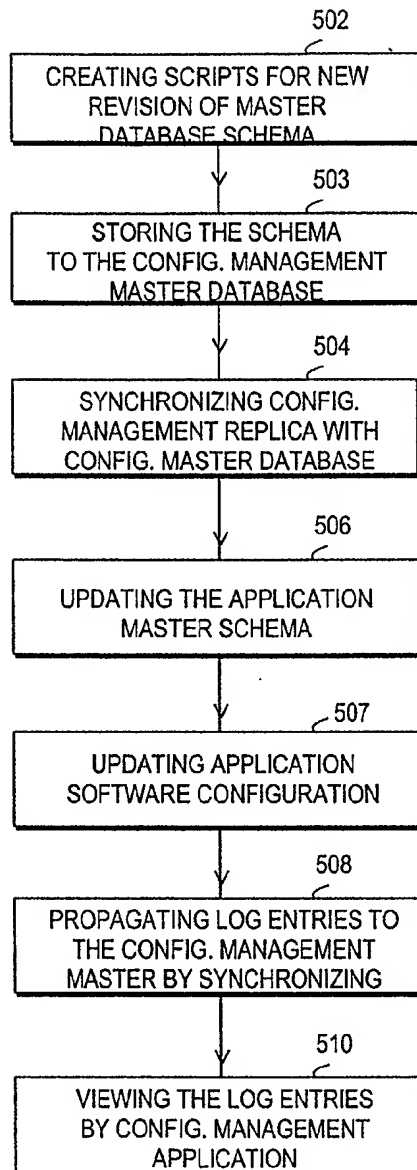 502
CREATING SCRIPTS FOR NEW
REVISION OF MASTER
DATABASE SCHEMA
503
STORING THE SCHEMA
TO THE CONFIG. MANAGEMENT
MASTER DATABASE
504
SYNCHRONIZING CONFIG.
MANAGEMENT REPLICA WITH
CONFIG. MASTER DATABASE
506
UPDATING THE APPLICATION
MASTER SCHEMA
507
UPDATING APPLICATION
SOFTWARE CONFIGURATION
508
PROPAGATING LOG ENTRIES TO
THE CONFIG. MANAGEMENT
MASTER BY SYNCHRONIZING
510
VIEWING THE LOG ENTRIES
BY CONFIG. MANAGEMENT
APPLICATION